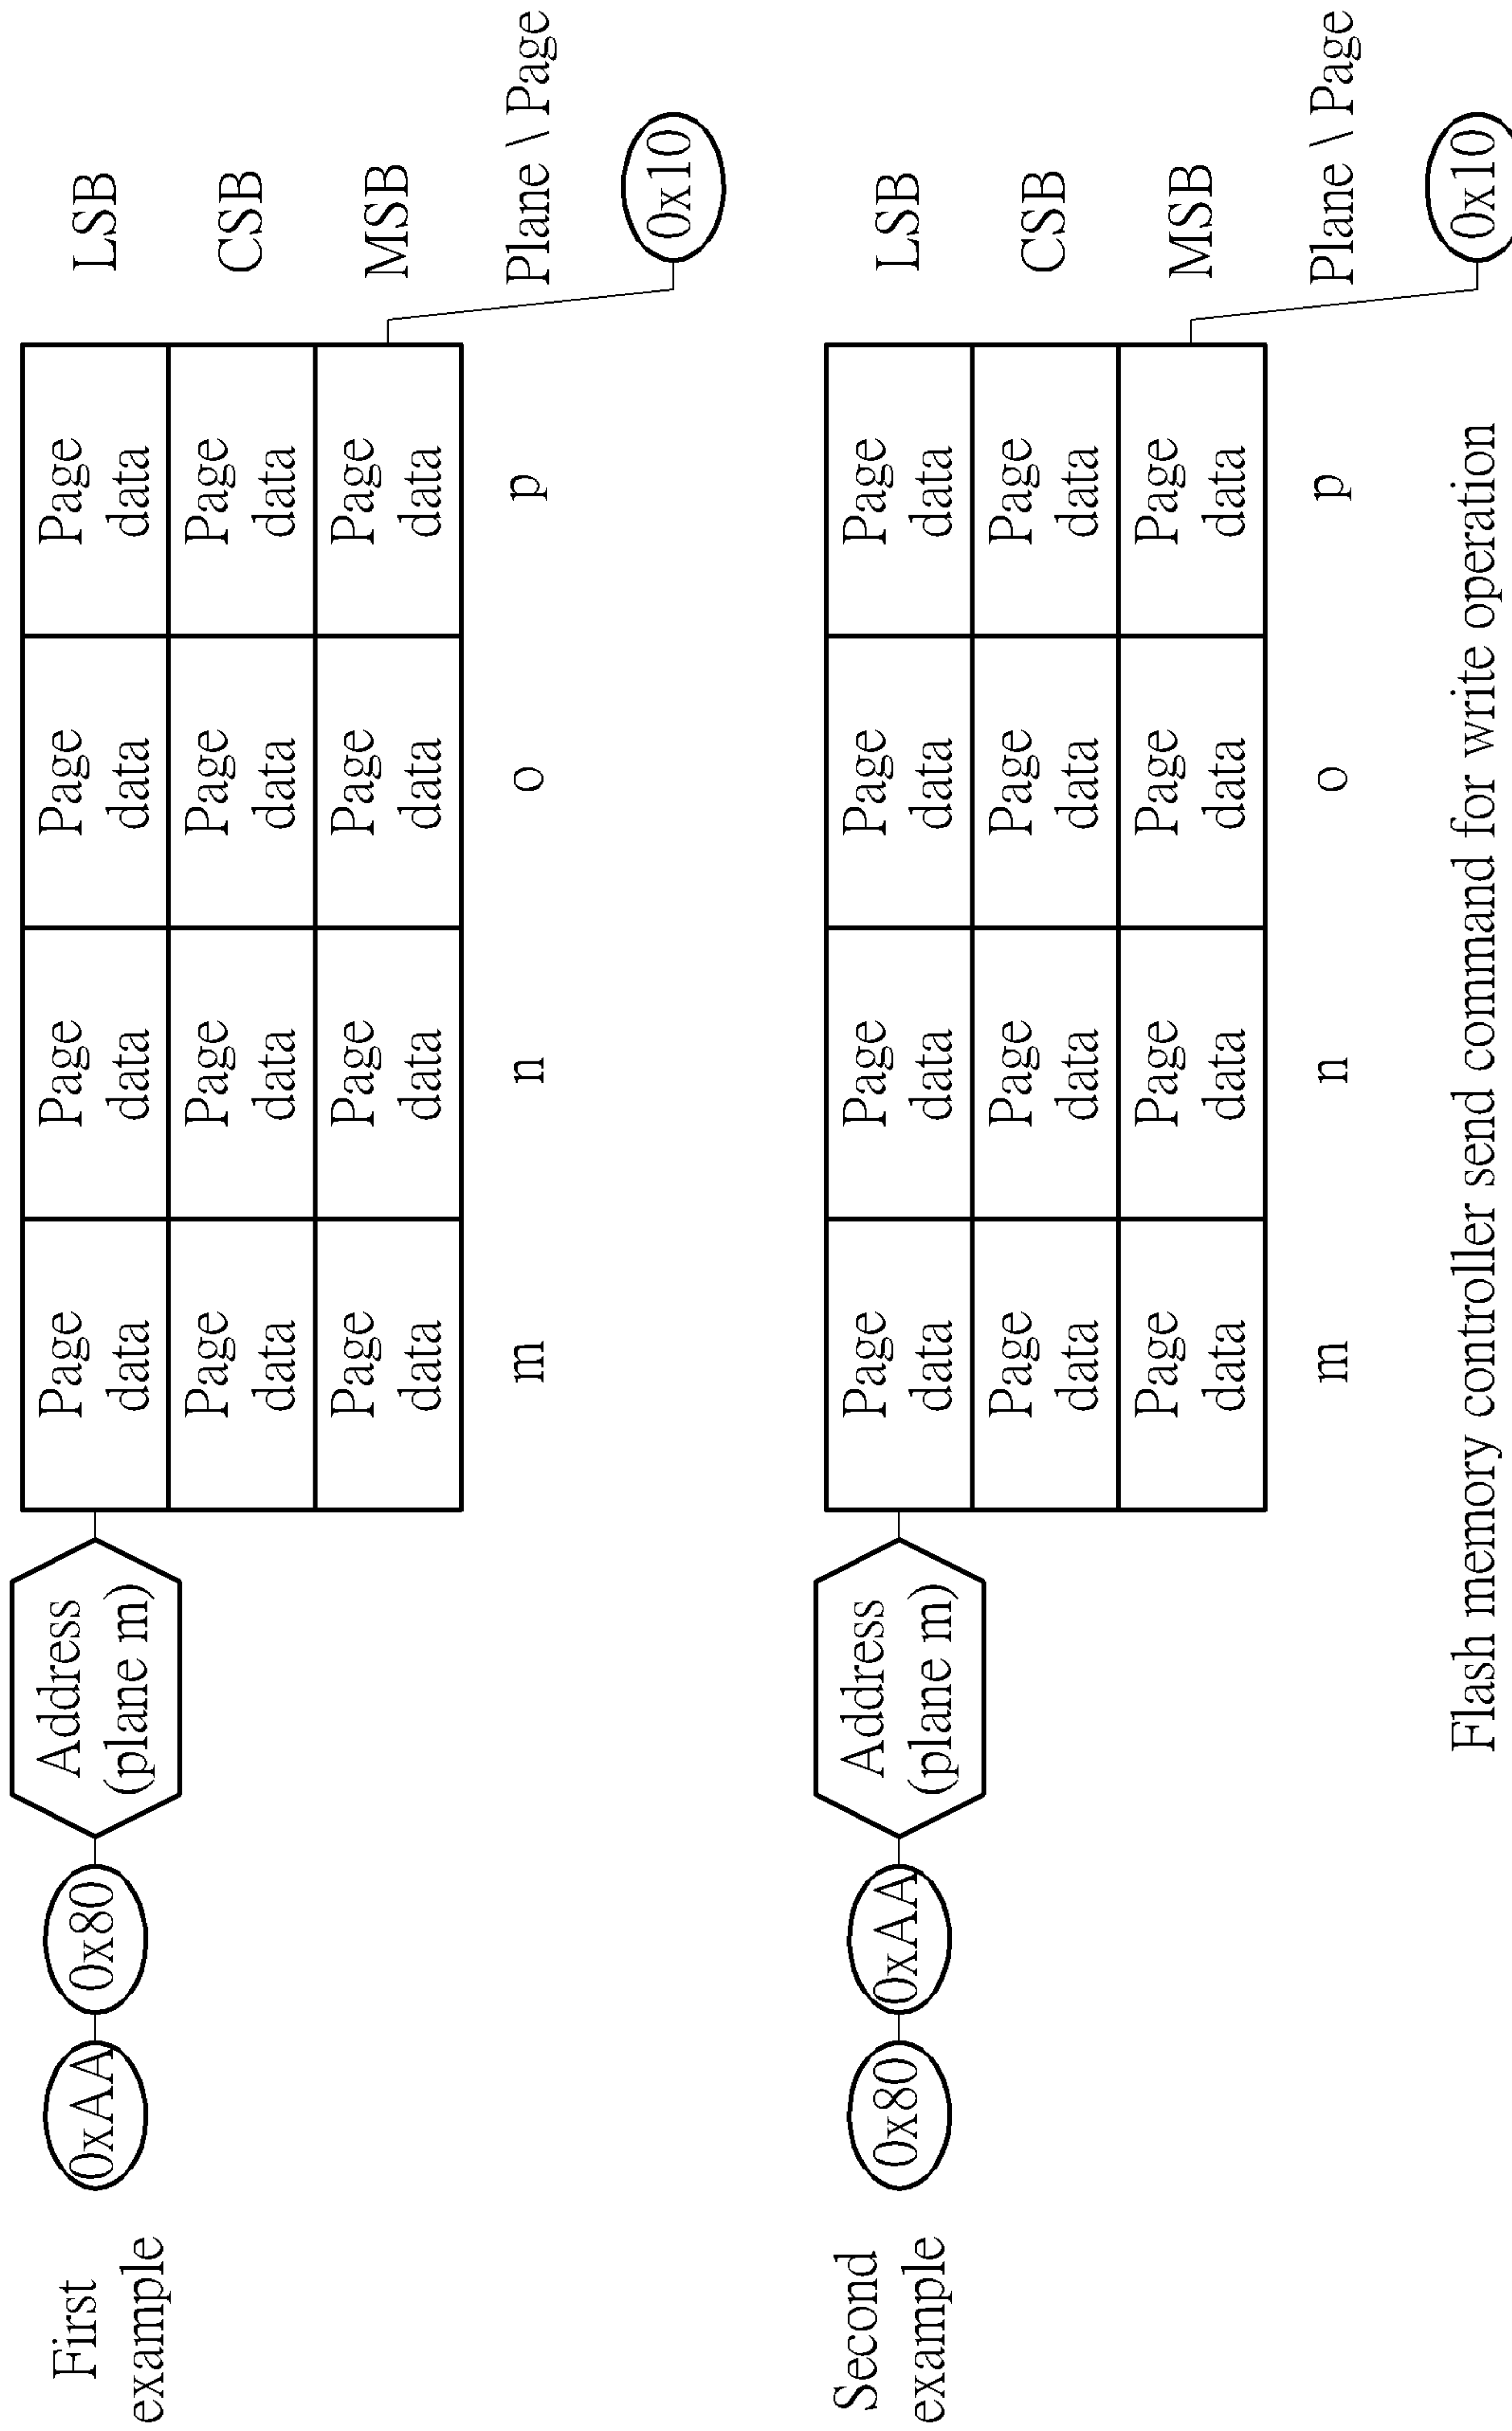 First
example
0xAA
0x80
Address
(plane m)
Page
data
Page
data
Page
data
Page
data
LSB
Page
data
Page
data
Page
data
Page
data
CSB
Page
data
Page
data
Page
data
Page
data
MSB
m
n
o
p
Plane \ Page
0x10
Second
example
0x80
0xAA
Address
(plane m)
Page
data
Page
data
Page
data
Page
data
LSB
Page
data
Page
data
Page
data
Page
data
CSB
Page
data
Page
data
Page
data
Page
data
MSB
m
n
o
p
Plane \ Page
0x10
Flash memory controller send command for write operation